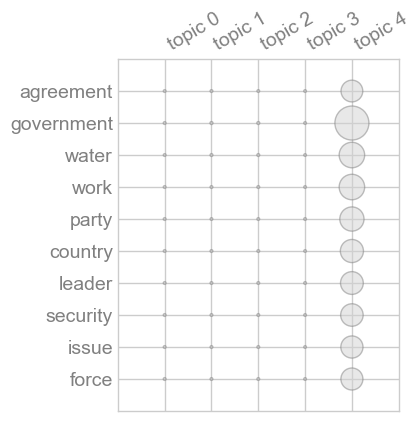 topic 0
topic 1
topic 2
topic 3
topic 4
agreement
government
water
work
party
country
leader
security
issue
force